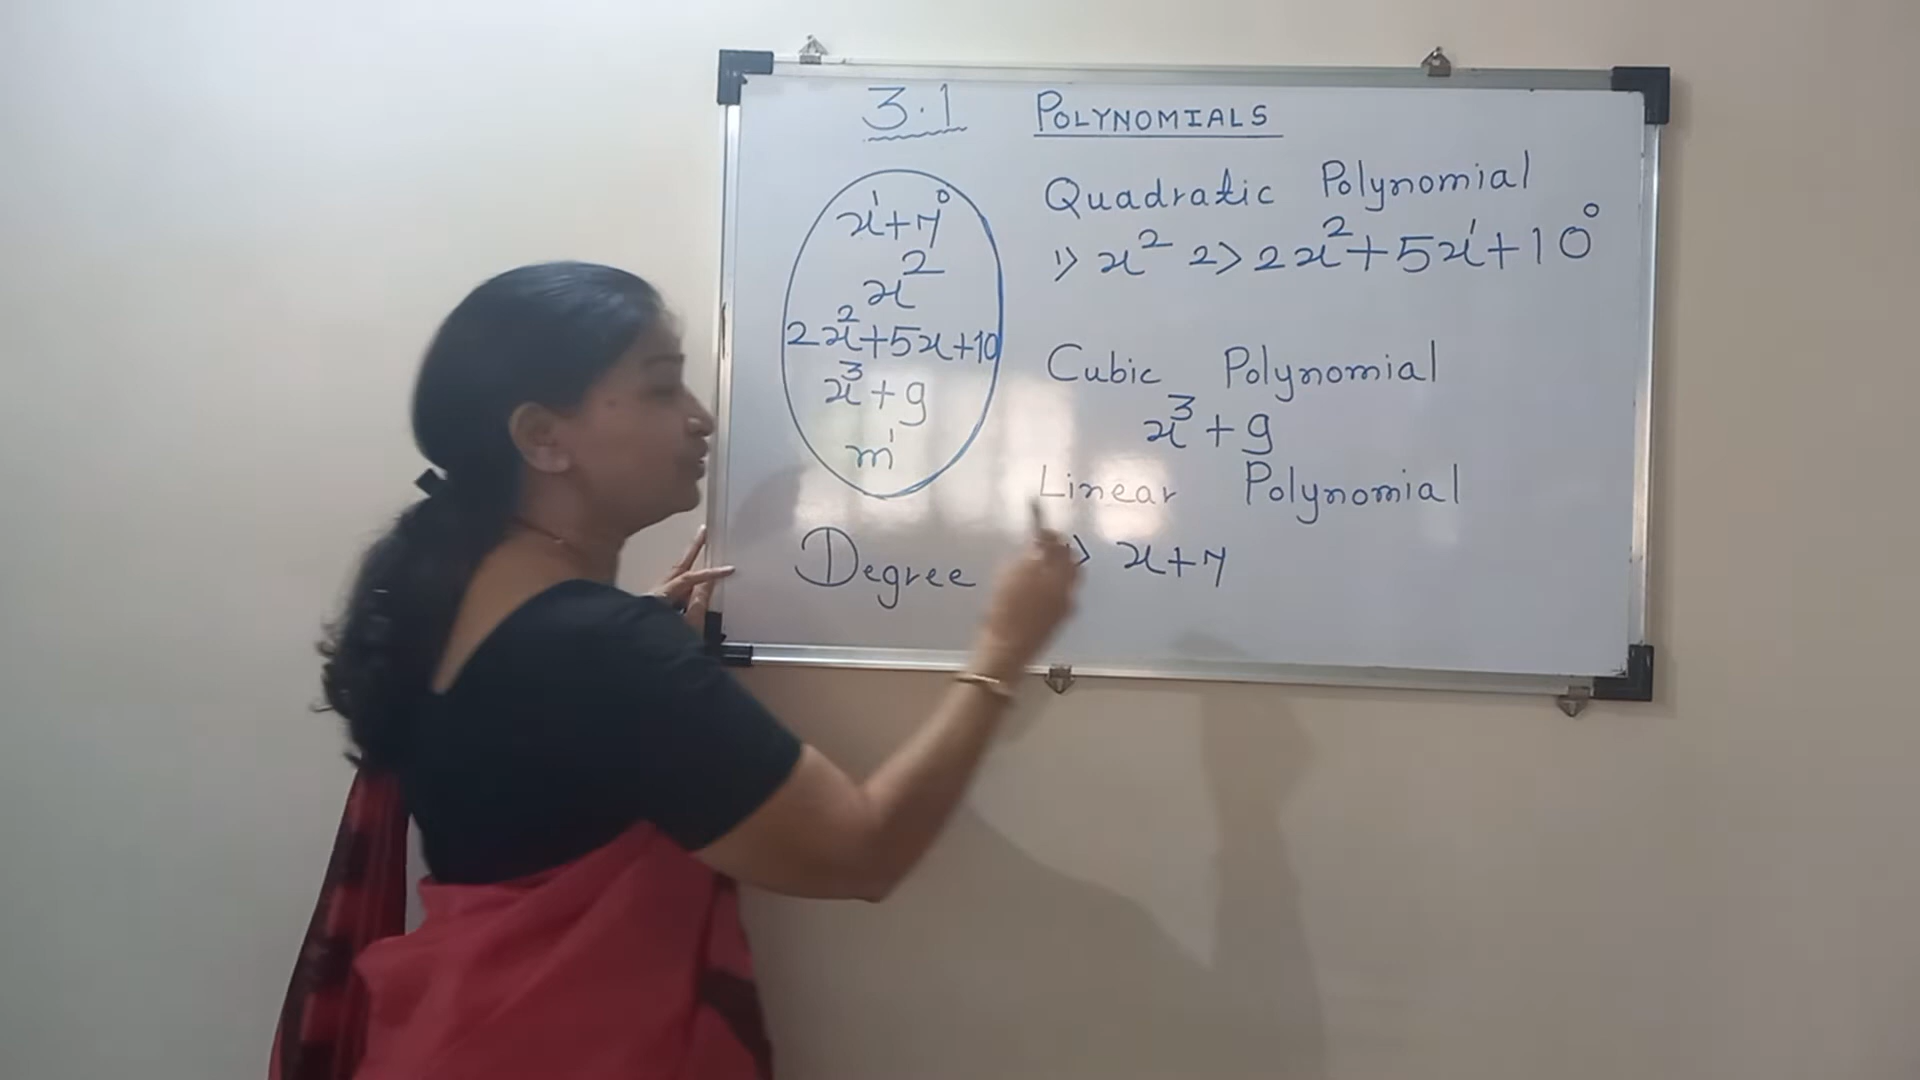 3.1 POLYNOMIALS
x¹+7⁰
x²
2x²+5x+10
x³+9
m¹
Degree
Quadratic Polynomial
1> x² 2> 2x²+5x¹+10⁰
Cubic Polynomial
x³+9
Linear Polynomial
> x+7